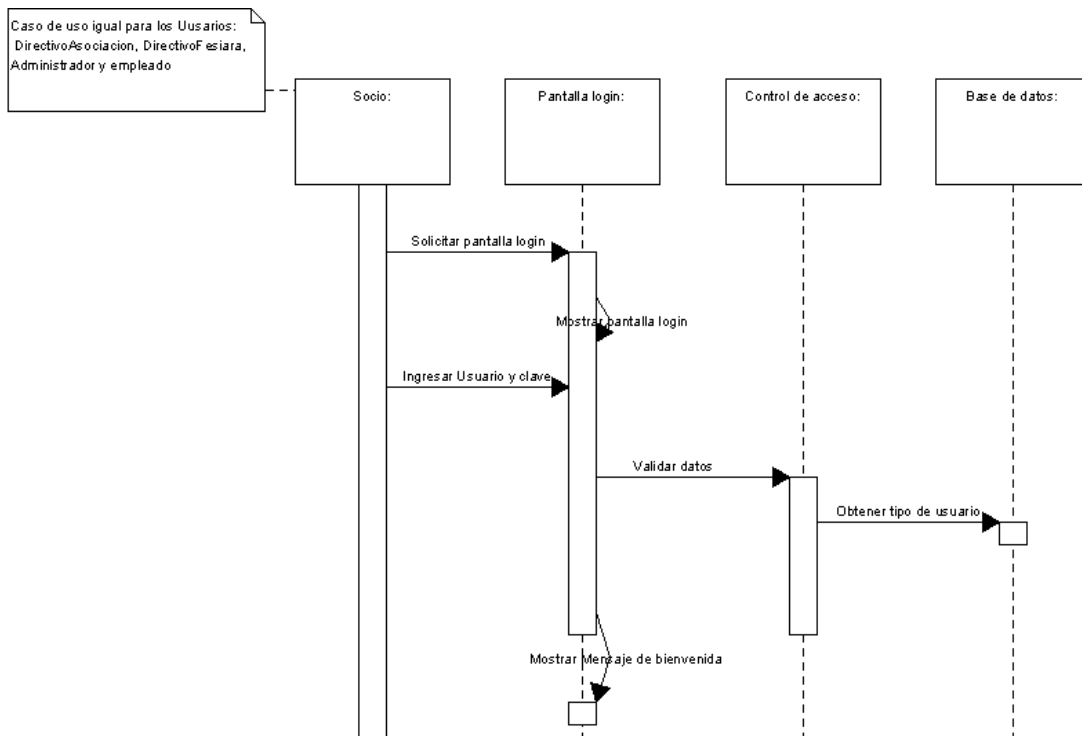 Caso de uso igual para los Uusarios:
DirectivoAsociacion, DirectivoFesiara,
Administrador y empleado
Socio:
Pantalla login:
Control de acceso:
Base de datos:
Solicitar pantalla login
Mostrar pantalla login
Ingresar Usuario y clave
Validar datos
Obtener tipo de usuario
Mostrar Mensaje de bienvenida